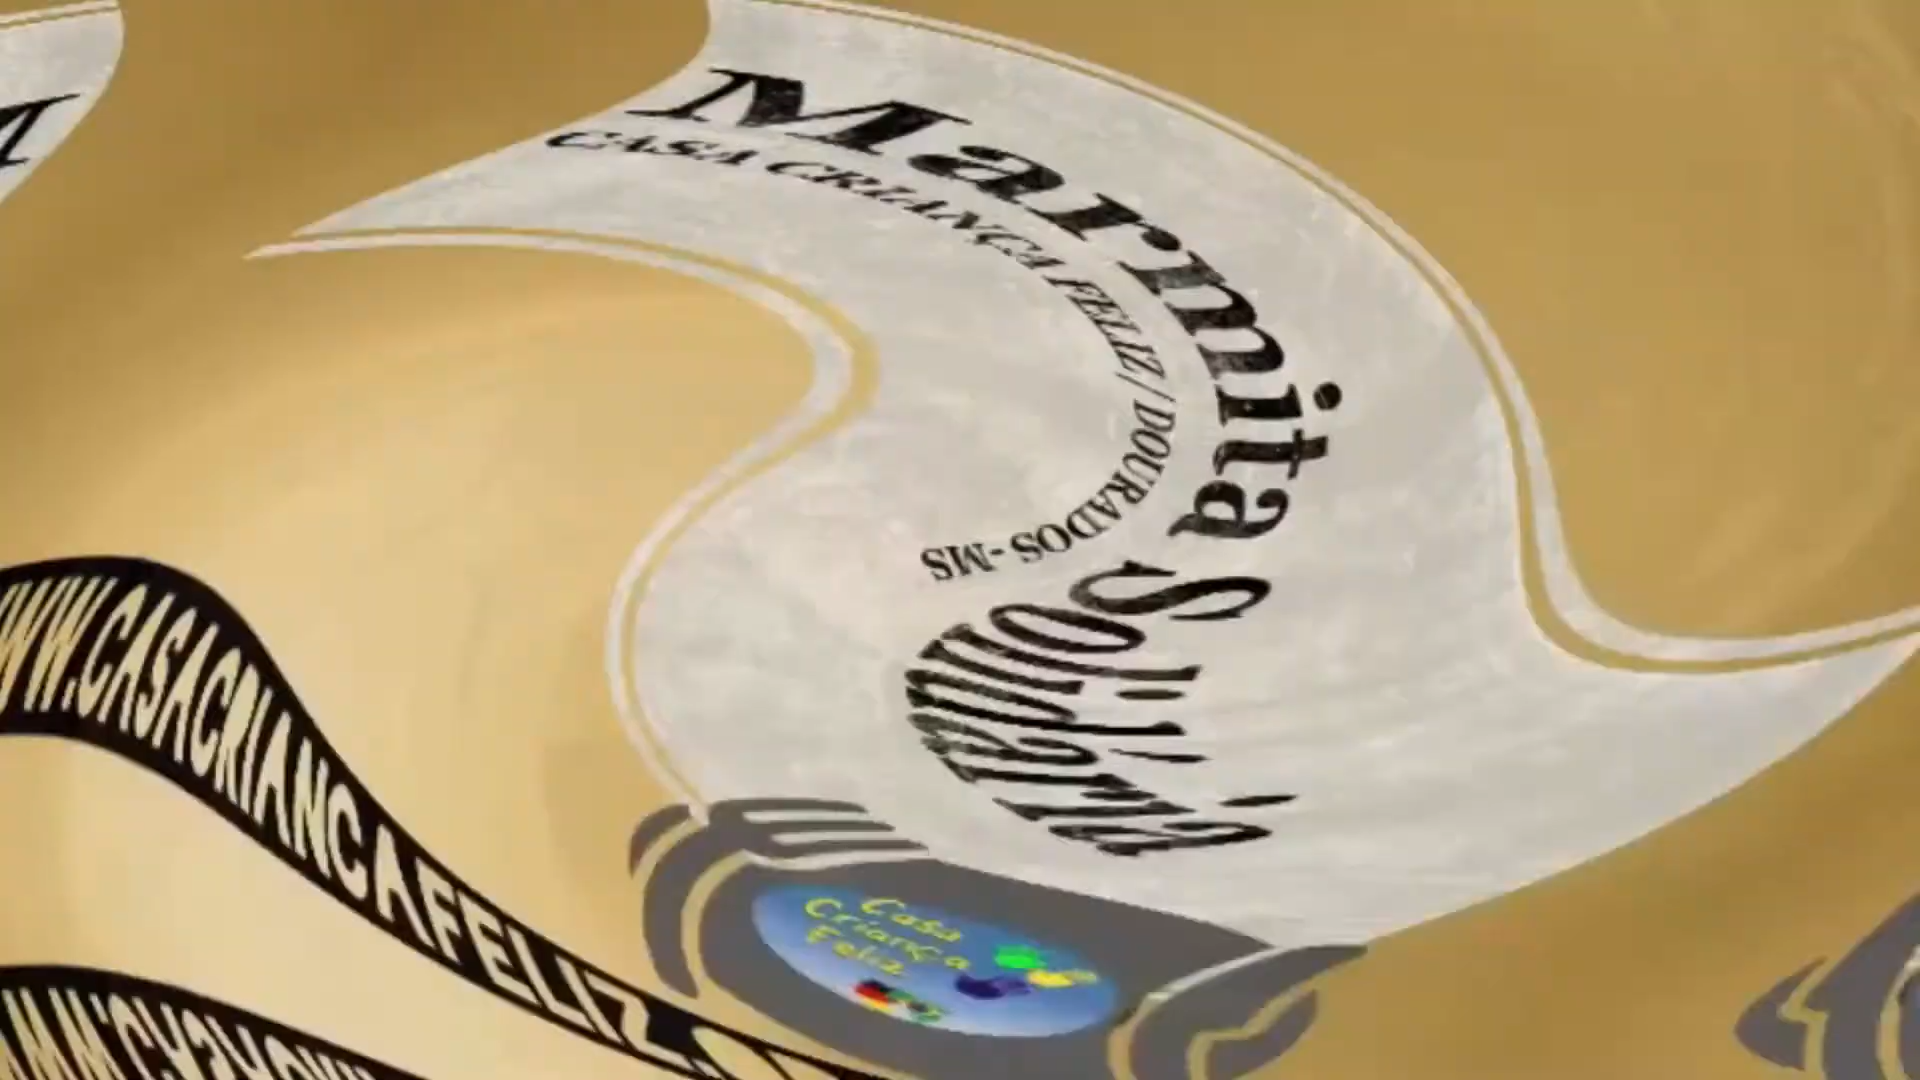 Marmita Solidária
CASA CRIANÇA FELIZ / DOURADOS - MS
WWW.CASACRIANCAFELIZ.
Casa
Criança
Feliz